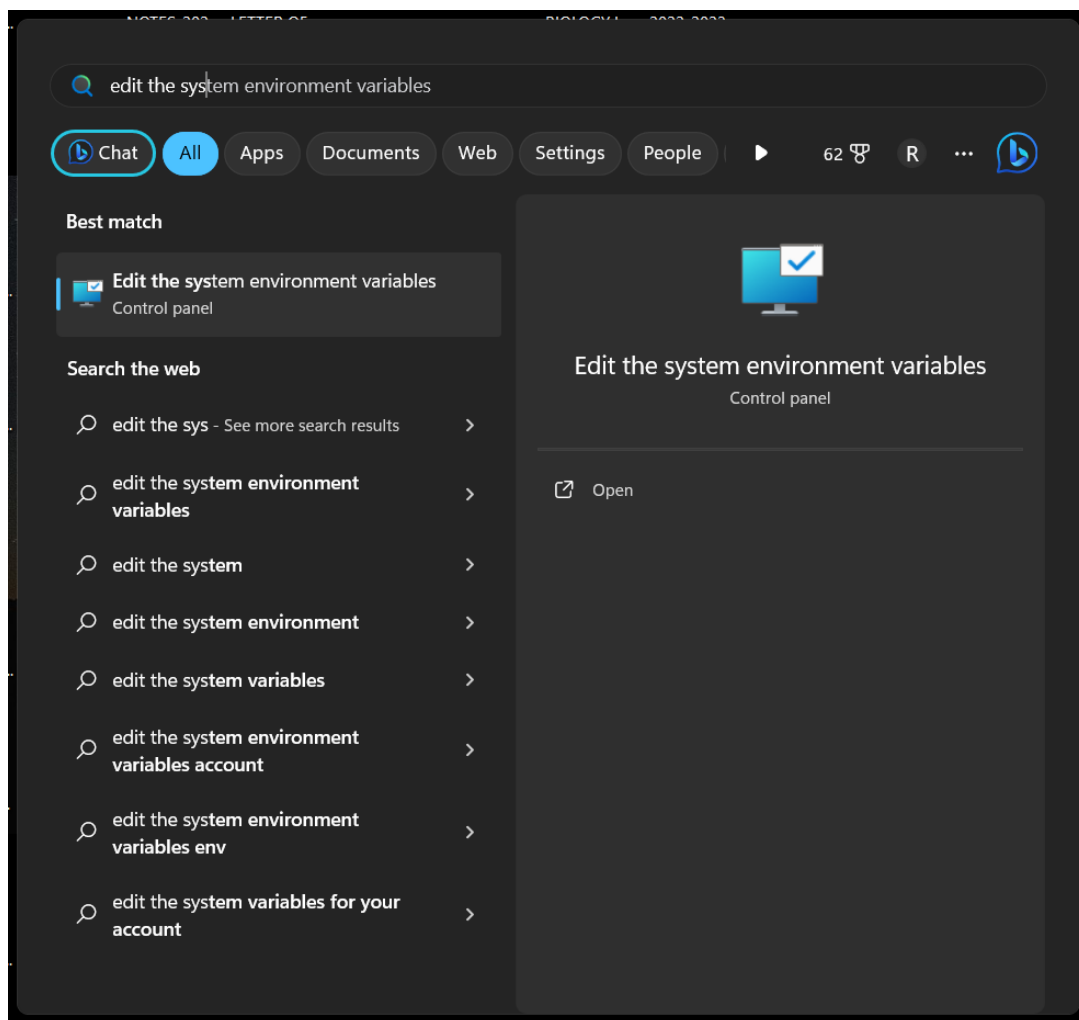 edit the system environment variables
Chat All Apps Documents Web Settings People 62 R ...
Best match
Edit the system environment variables
Control panel
Search the web
edit the sys - See more search results
edit the system environment
variables
edit the system
edit the system environment
edit the system variables
edit the system environment
variables account
edit the system environment
variables env
edit the system variables for your
account
Edit the system environment variables
Control panel
Open